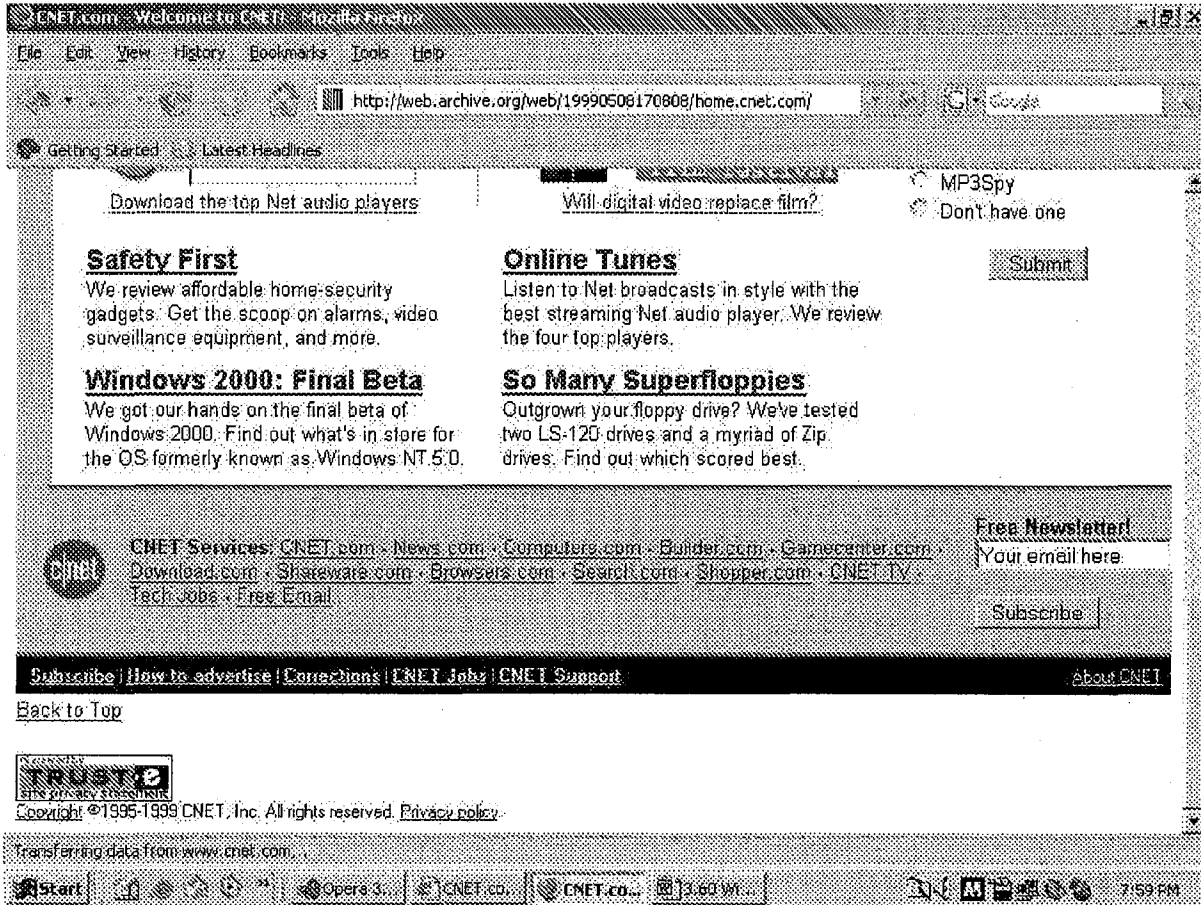 CNET.com - Welcome to CNET! - Mozilla Firefox
File Edit View History Bookmarks Tools Help
http://web.archive.org/web/19990508170808/home.cnet.com/
Google
Getting Started Latest Headlines
Download the top Net audio players
Will digital video replace film?
MP3Spy
Don't have one
Submit
Safety First
We review affordable home-security
gadgets. Get the scoop on alarms, video
surveillance equipment, and more.
Online Tunes
Listen to Net broadcasts in style with the
best streaming Net audio player. We review
the four top players.
Windows 2000: Final Beta
We got our hands on the final beta of
Windows 2000. Find out what's in store for
the OS formerly known as Windows NT 5.0.
So Many Superfloppies
Outgrown your floppy drive? We've tested
two LS-120 drives and a myriad of Zip
drives. Find out which scored best.
CNET Services: CNET.com - News.com - Computers.com - Builder.com - Gamecenter.com -
Download.com - Shareware.com - Browsers.com - Search.com - Shopper.com - CNET TV -
Tech Jobs - Free Email
Free Newsletter!
Your email here
Subscribe
Subscribe | How to advertise | Corrections | CNET Jobs | CNET Support
About CNET
Back to Top
TRUSTe
site privacy statement
Copyright ©1995-1999 CNET, Inc. All rights reserved. Privacy policy.
Transferring data from www.cnet.com...
Start
Opera 3...
CNET.co...
CNET.co...
3.60 Wi...
7:59 PM